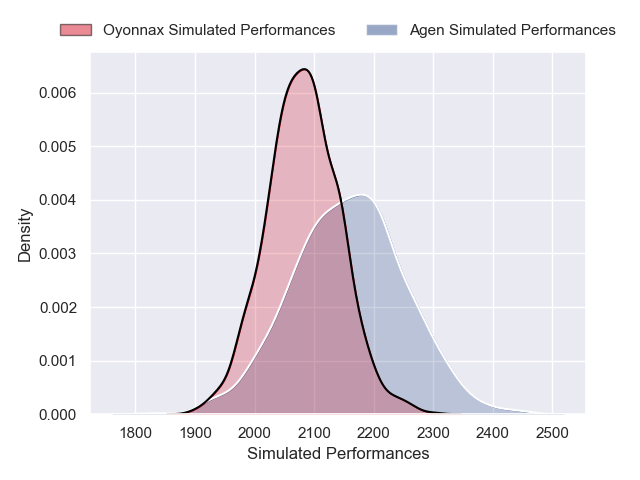 Oyonnax Simulated Performances
Agen Simulated Performances
0.006
0.005
0.004
0.003
0.002
0.001
0.000
Density
1800 1900 2000 2100 2200 2300 2400 2500
Simulated Performances